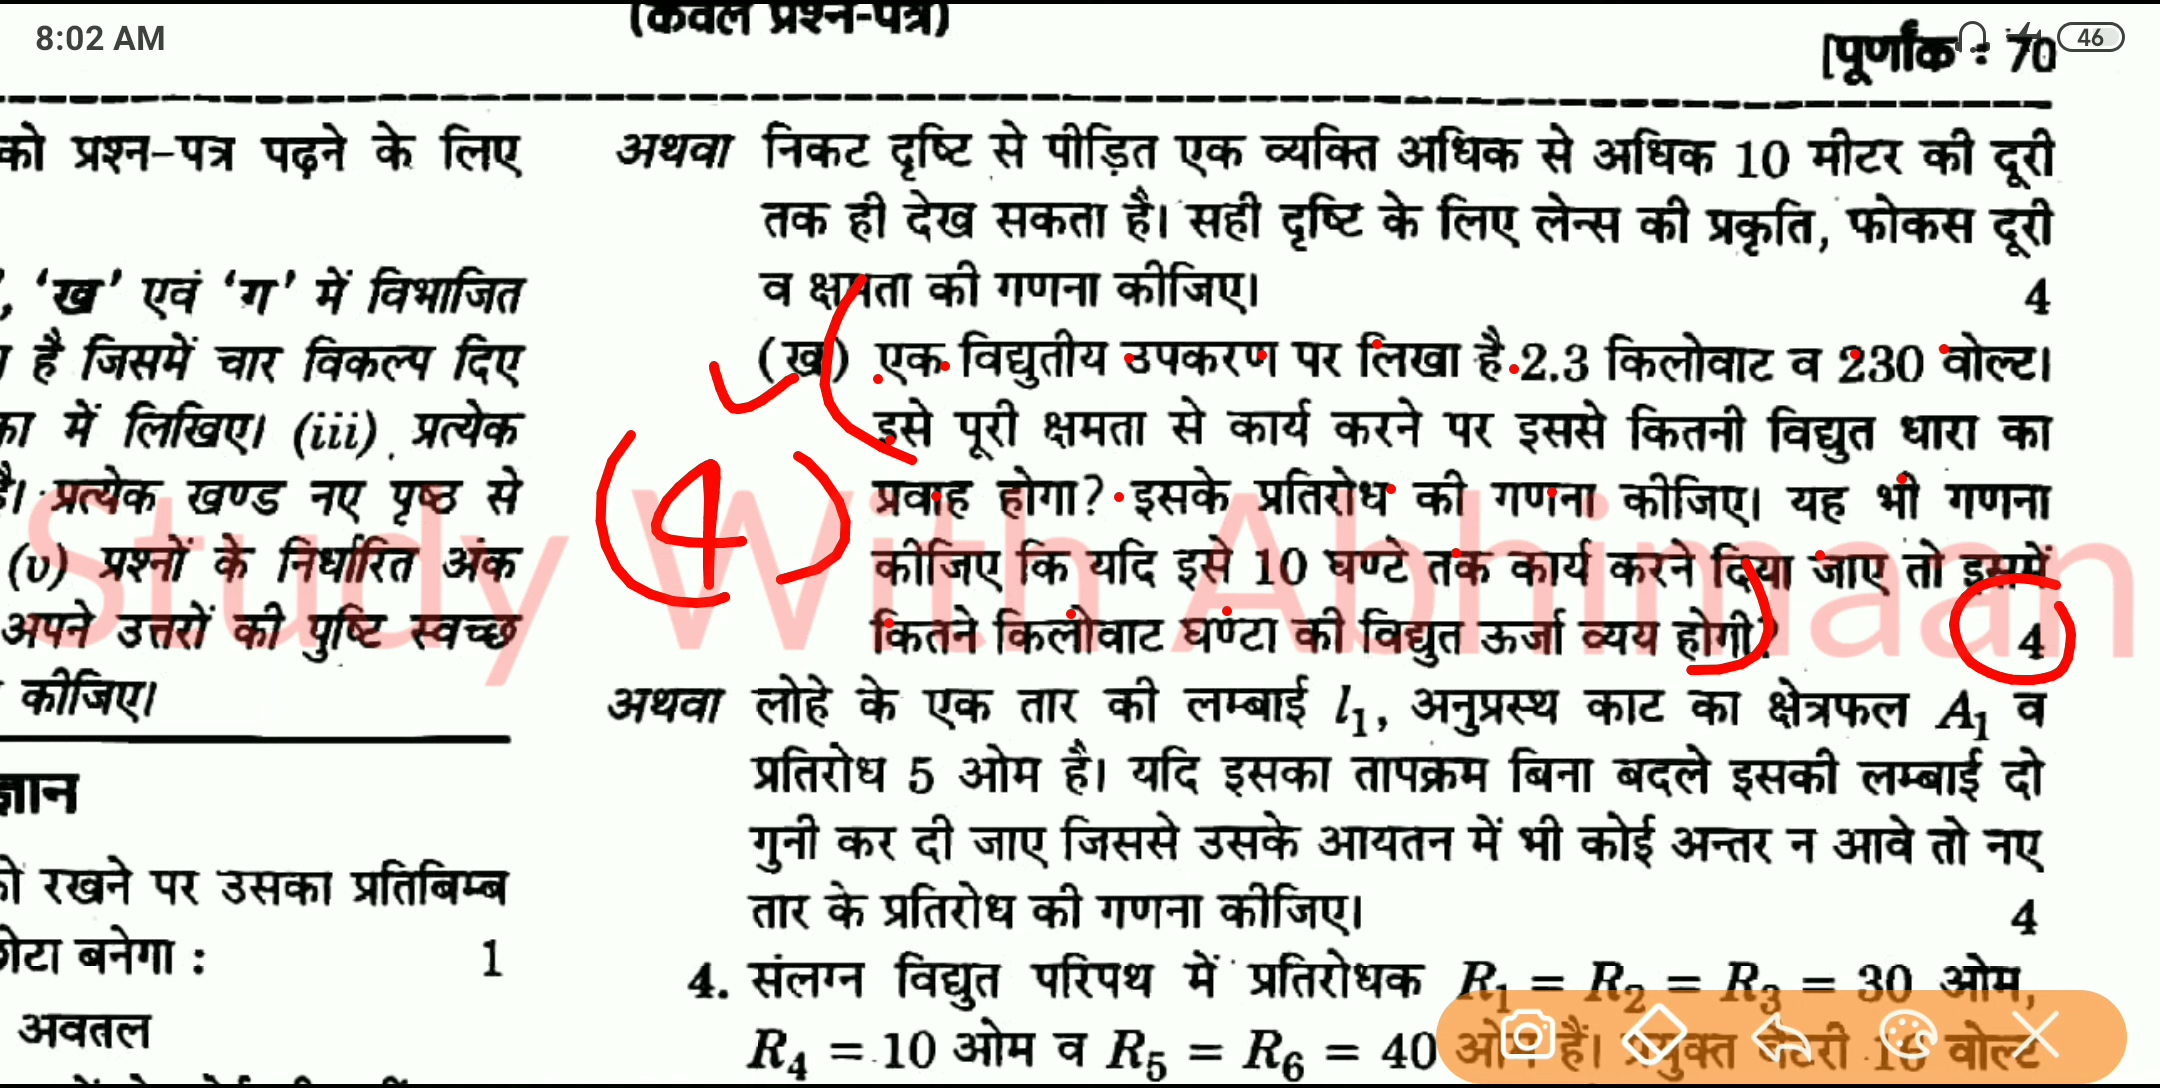 (केवल प्रश्न-पत्र)
8:02 AM
46
[पूर्णांक : 70
को प्रश्न-पत्र पढ़ने के लिए
, 'ख' एवं 'ग' में विभाजित
है जिसमें चार विकल्प दिए
में लिखिए। (iii) प्रत्येक
है। प्रत्येक खण्ड नए पृष्ठ से
(v) प्रश्नों के निर्धारित अंक
अपने उत्तरों की पुष्टि स्वच्छ
कीजिए।
रखने पर उसका प्रतिबिम्ब
छोटा बनेगा : 1
अवतल
अथवा निकट दृष्टि से पीड़ित एक व्यक्ति अधिक से अधिक 10 मीटर की दूरी
तक ही देख सकता है। सही दृष्टि के लिए लेन्स की प्रकृति, फोकस दूरी
व क्षमता की गणना कीजिए। 4
(ख) एक विद्युतीय उपकरण पर लिखा है 2.3 किलोवाट व 230 वोल्ट।
इसे पूरी क्षमता से कार्य करने पर इससे कितनी विद्युत धारा का
प्रवाह होगा? इसके प्रतिरोध की गणना कीजिए। यह भी गणना
कीजिए कि यदि इसे 10 घण्टे तक कार्य करने दिया जाए तो इसमें
कितने किलोवाट घण्टा की विद्युत ऊर्जा व्यय होगी? 4
(4)
अथवा लोहे के एक तार की लम्बाई l₁, अनुप्रस्थ काट का क्षेत्रफल A₁ व
प्रतिरोध 5 ओम है। यदि इसका तापक्रम बिना बदले इसकी लम्बाई दो
गुनी कर दी जाए जिससे उसके आयतन में भी कोई अन्तर न आवे तो नए
तार के प्रतिरोध की गणना कीजिए। 4
4. संलग्न विद्युत परिपथ में प्रतिरोधक R₁ = R₂ = R₃ = 30 ओम,
R₄ = 10 ओम व R₅ = R₆ = 40 ओम हैं। प्रयुक्त बैटरी 16 वोल्ट
Study With Abhimaan